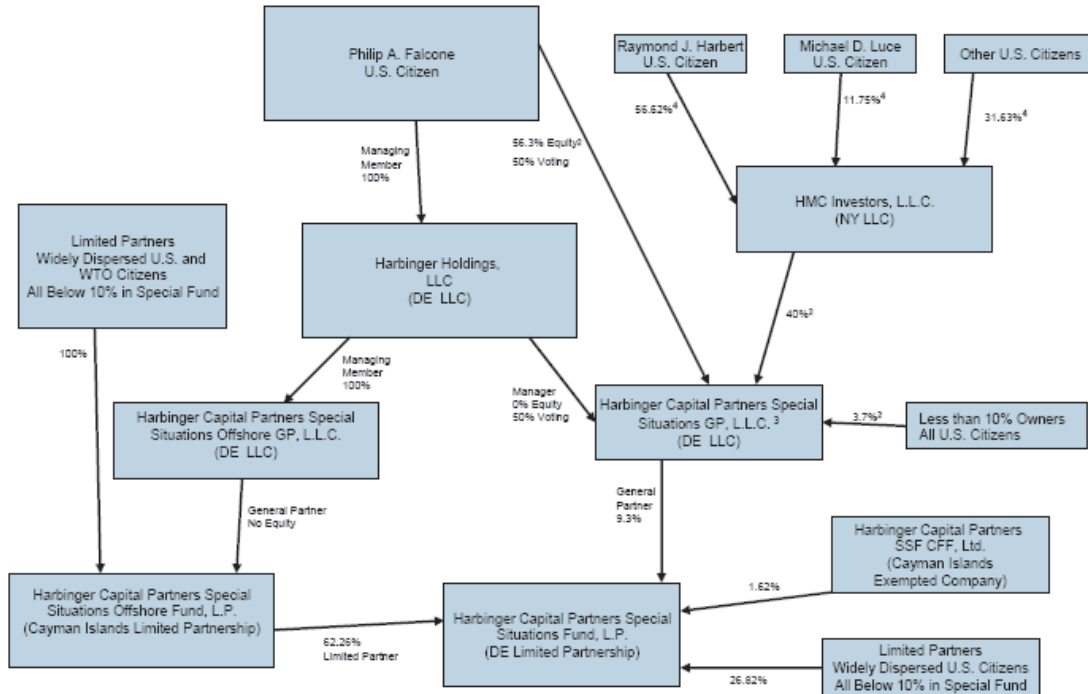 Philip A. Falcone
U.S. Citizen
Raymond J. Harbert
U.S. Citizen
Michael D. Luce
U.S. Citizen
Other U.S. Citizens
56.62%⁴
11.75%⁴
31.63%⁴
Managing
Member
100%
56.3% Equity²
50% Voting
HMC Investors, L.L.C.
(NY LLC)
Limited Partners
Widely Dispersed U.S. and
WTO Citizens
All Below 10% in Special Fund
Harbinger Holdings,
LLC
(DE LLC)
40%²
100%
Managing
Member
100%
Manager
0% Equity
50% Voting
Harbinger Capital Partners Special
Situations Offshore GP, L.L.C.
(DE LLC)
Harbinger Capital Partners Special
Situations GP, L.L.C. ³
(DE LLC)
3.7%²
Less than 10% Owners
All U.S. Citizens
General Partner
No Equity
General
Partner
9.3%
Harbinger Capital Partners
SSF CFF, Ltd.
(Cayman Islands
Exempted Company)
1.62%
Harbinger Capital Partners Special
Situations Offshore Fund, L.P.
(Cayman Islands Limited Partnership)
62.26%
Limited Partner
Harbinger Capital Partners Special
Situations Fund, L.P.
(DE Limited Partnership)
26.82%
Limited Partners
Widely Dispersed U.S. Citizens
All Below 10% in Special Fund